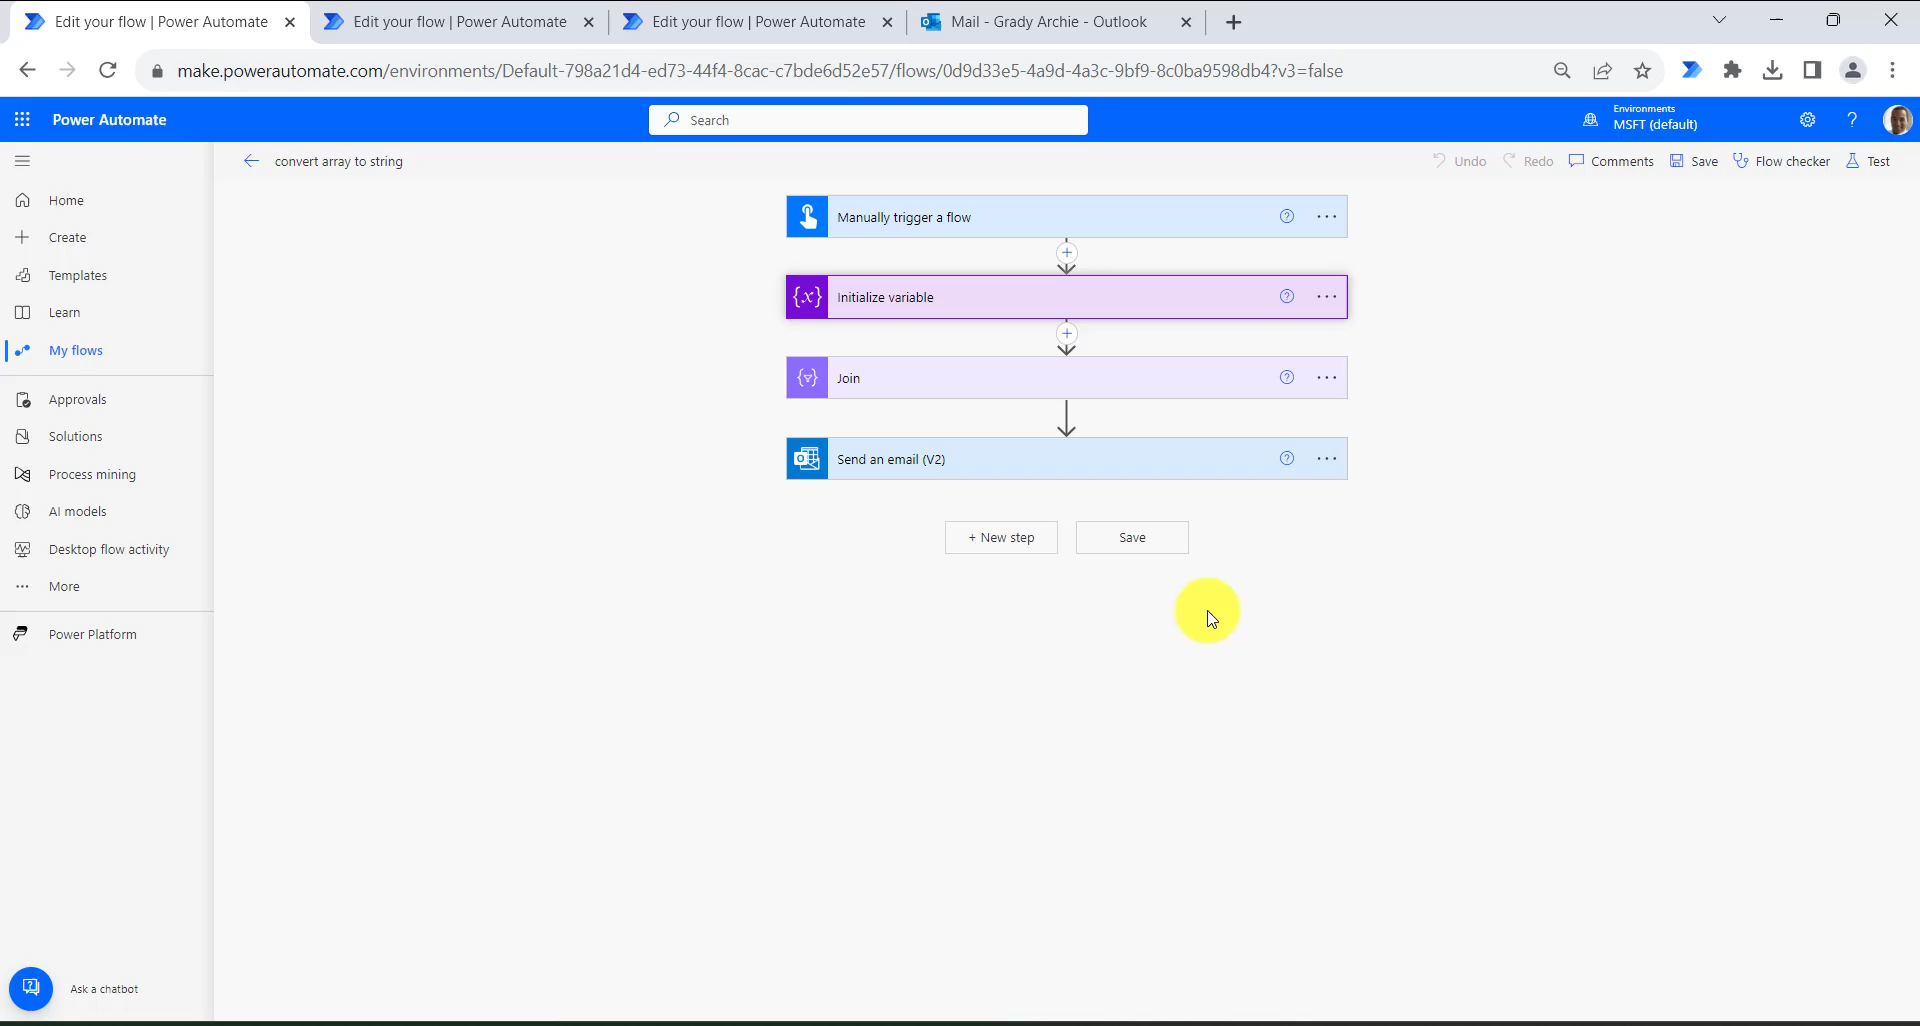 Edit your flow | Power Automate
Edit your flow | Power Automate
Edit your flow | Power Automate
Mail - Grady Archie - Outlook
make.powerautomate.com/environments/Default-798a21d4-ed73-44f4-8cac-c7bde6d52e57/flows/0d9d33e5-4a9d-4a3c-9bf9-8c0ba9598db4?v3=false
Power Automate
Search
Environments
MSFT (default)
convert array to string
Undo
Redo
Comments
Save
Flow checker
Test
Home
Create
Templates
Learn
My flows
Approvals
Solutions
Process mining
AI models
Desktop flow activity
More
Power Platform
Ask a chatbot
Manually trigger a flow
Initialize variable
Join
Send an email (V2)
+ New step
Save